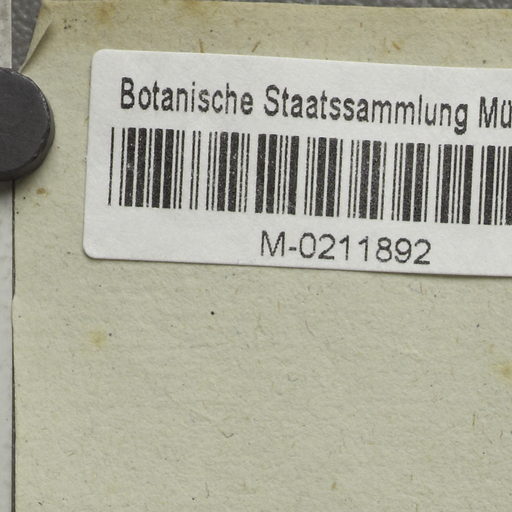 Botanische Staatssammlung Mü
M-0211892